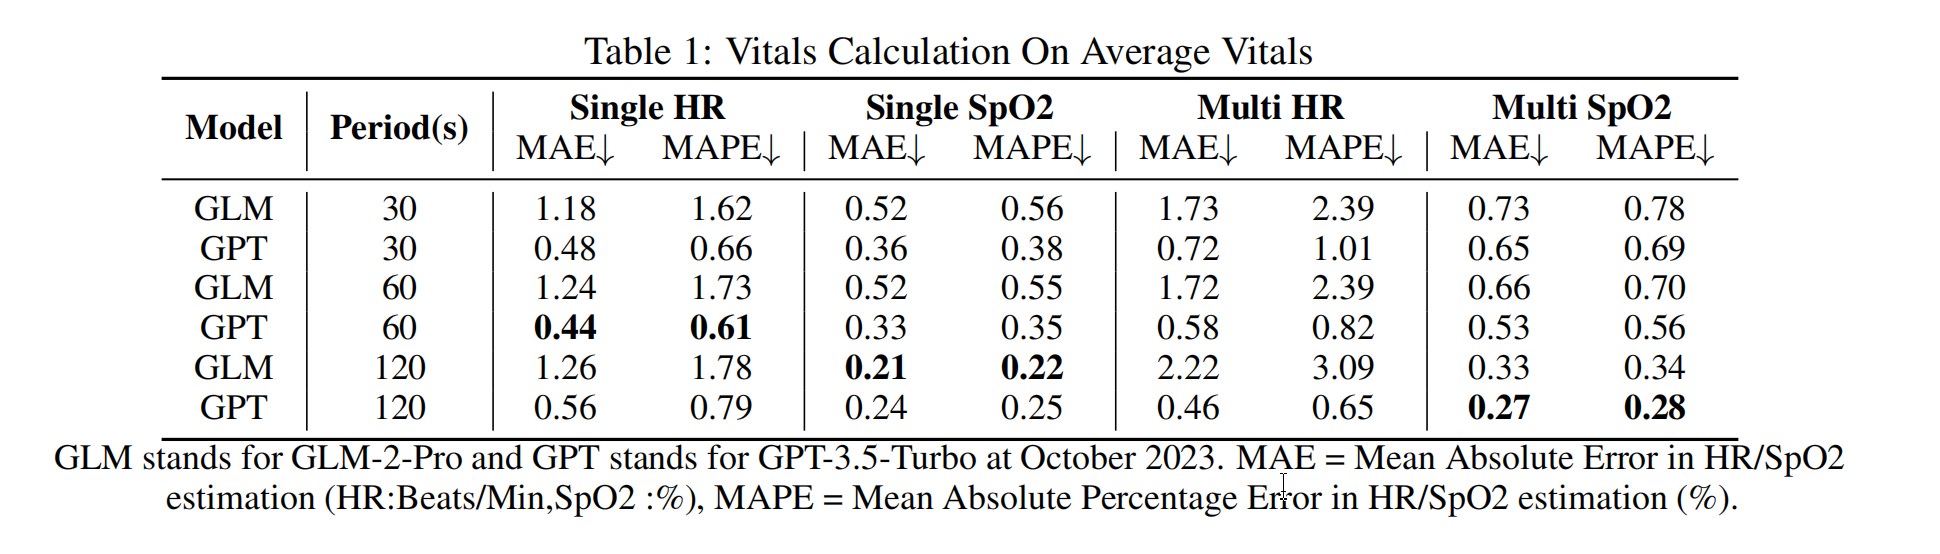 Table 1: Vitals Calculation On Average Vitals
Model Period(s) Single HR Single SpO2 Multi HR Multi SpO2
MAE↓ MAPE↓ MAE↓ MAPE↓ MAE↓ MAPE↓ MAE↓ MAPE↓
GLM 30 1.18 1.62 0.52 0.56 1.73 2.39 0.73 0.78
GPT 30 0.48 0.66 0.36 0.38 0.72 1.01 0.65 0.69
GLM 60 1.24 1.73 0.52 0.55 1.72 2.39 0.66 0.70
GPT 60 0.44 0.61 0.33 0.35 0.58 0.82 0.53 0.56
GLM 120 1.26 1.78 0.21 0.22 2.22 3.09 0.33 0.34
GPT 120 0.56 0.79 0.24 0.25 0.46 0.65 0.27 0.28
GLM stands for GLM-2-Pro and GPT stands for GPT-3.5-Turbo at October 2023. MAE = Mean Absolute Error in HR/SpO2
estimation (HR:Beats/Min,SpO2 :%), MAPE = Mean Absolute Percentage Error in HR/SpO2 estimation (%).